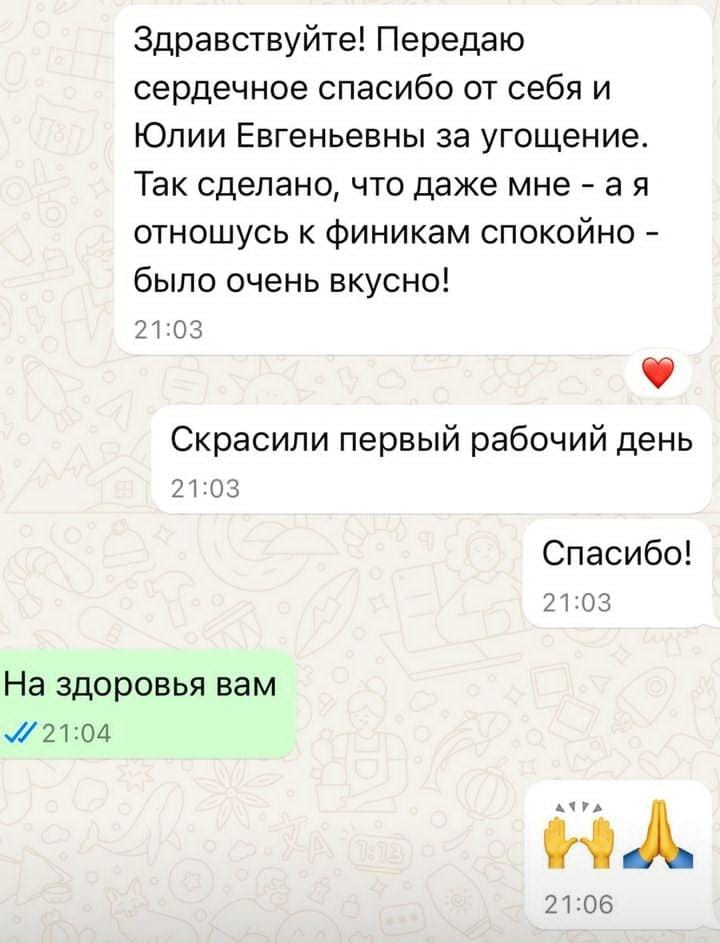 Здравствуйте! Передаю
сердечное спасибо от себя и
Юлии Евгеньевны за угощение.
Так сделано, что даже мне - а я
отношусь к финикам спокойно -
было очень вкусно!
21:03
Скрасили первый рабочий день
21:03
Спасибо!
21:03
На здоровья вам
21:04
21:06